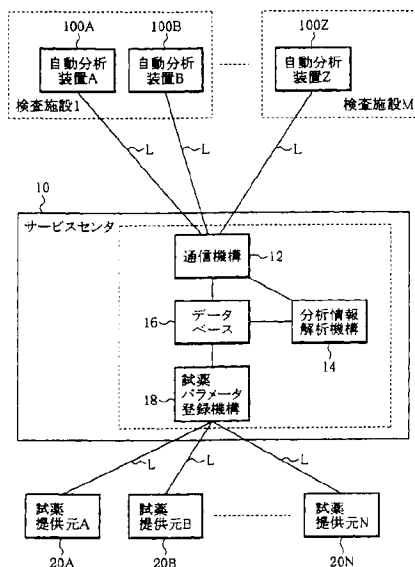 100A
100B
100Z
自動分析
装置A
自動分析
装置B
自動分析
装置Z
検査施設1
検査施設M
L
L
L
10
サービスセンタ
通信機構
12
16
データ
ベース
分析情報
解析機構
14
18
試薬
パラメータ
登録機構
L
L
L
試薬
提供元A
試薬
提供元B
試薬
提供元N
20A
20B
20N